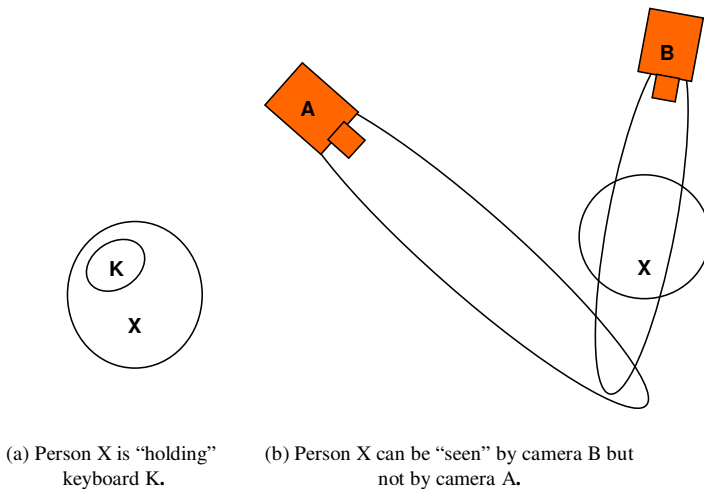 A
B
K
X
X
(a) Person X is “holding”
keyboard K.
(b) Person X can be “seen” by camera B but
not by camera A.